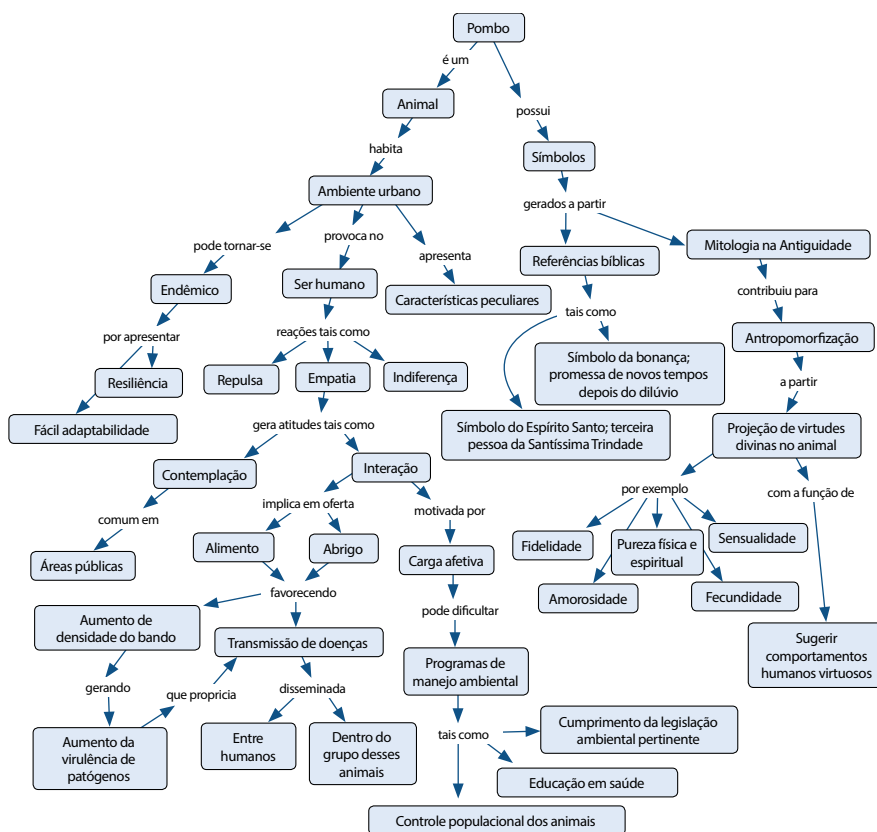 Pombo
é um
possui
Animal
Símbolos
habita
gerados a partir
Ambiente urbano
Mitologia na Antiguidade
pode tornar-se
provoca no
apresenta
Referências bíblicas
Endêmico
Ser humano
Características peculiares
contribuiu para
tais como
por apresentar
reações tais como
Antropomorfização
Resiliência
Repulsa
Empatia
Indiferença
Símbolo da bonança;
promessa de novos tempos
depois do dilúvio
a partir
Fácil adaptabilidade
gera atitudes tais como
Símbolo do Espírito Santo; terceira
pessoa da Santíssima Trindade
Projeção de virtudes
divinas no animal
Contemplação
Interação
por exemplo
com a função de
comum em
implica em oferta
motivada por
Fidelidade
Pureza física e
espiritual
Sensualidade
Áreas públicas
Alimento
Abrigo
Carga afetiva
Amorosidade
Fecundidade
favorecendo
pode dificultar
Aumento de
densidade do bando
Transmissão de doenças
Sugerir
comportamentos
humanos virtuosos
Programas de
manejo ambiental
gerando
que propricia
disseminada
Aumento da
virulência de
patógenos
Entre
humanos
Dentro do
grupo desses
animais
tais como
Cumprimento da legislação
ambiental pertinente
Educação em saúde
Controle populacional dos animais